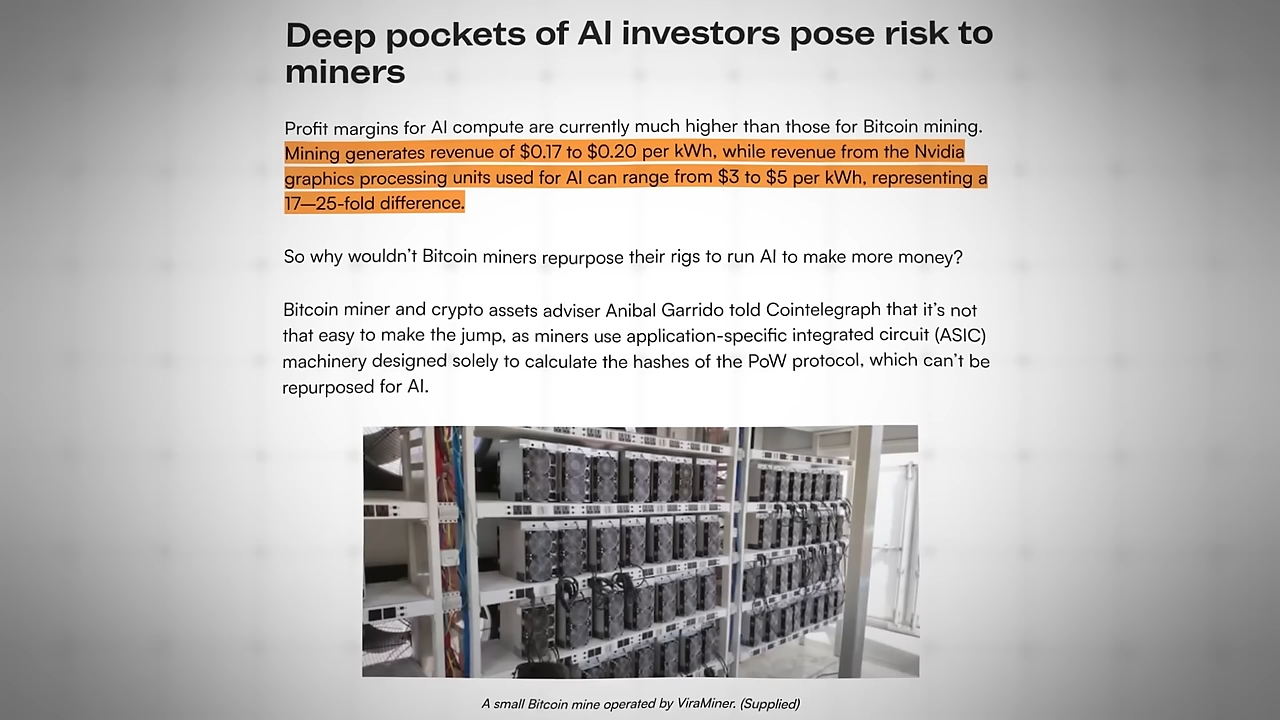 Deep pockets of AI investors pose risk to
miners
Profit margins for AI compute are currently much higher than those for Bitcoin mining.
Mining generates revenue of $0.17 to $0.20 per kWh, while revenue from the Nvidia
graphics processing units used for AI can range from $3 to $5 per kWh, representing a
17—25-fold difference.
So why wouldn't Bitcoin miners repurpose their rigs to run AI to make more money?
Bitcoin miner and crypto assets adviser Anibal Garrido told Cointelegraph that it's not
that easy to make the jump, as miners use application-specific integrated circuit (ASIC)
machinery designed solely to calculate the hashes of the PoW protocol, which can't be
repurposed for AI.
A small Bitcoin mine operated by ViraMiner. (Supplied)